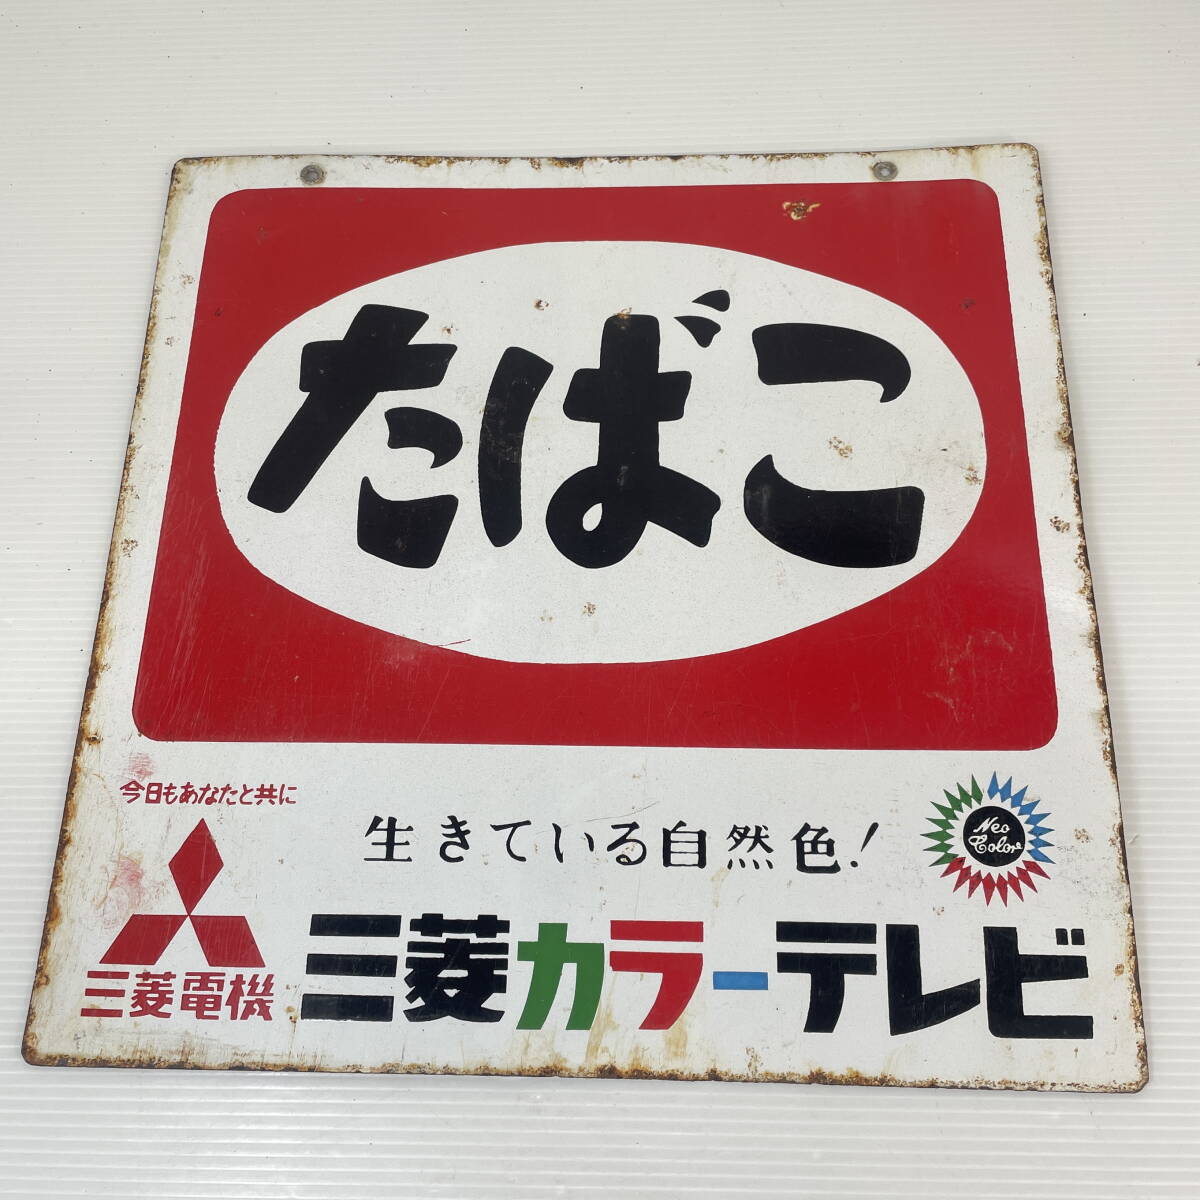 たばこ
今日もあなたと共に
生きている自然色!
Neo
Color
三菱電機
三菱カラーテレビ